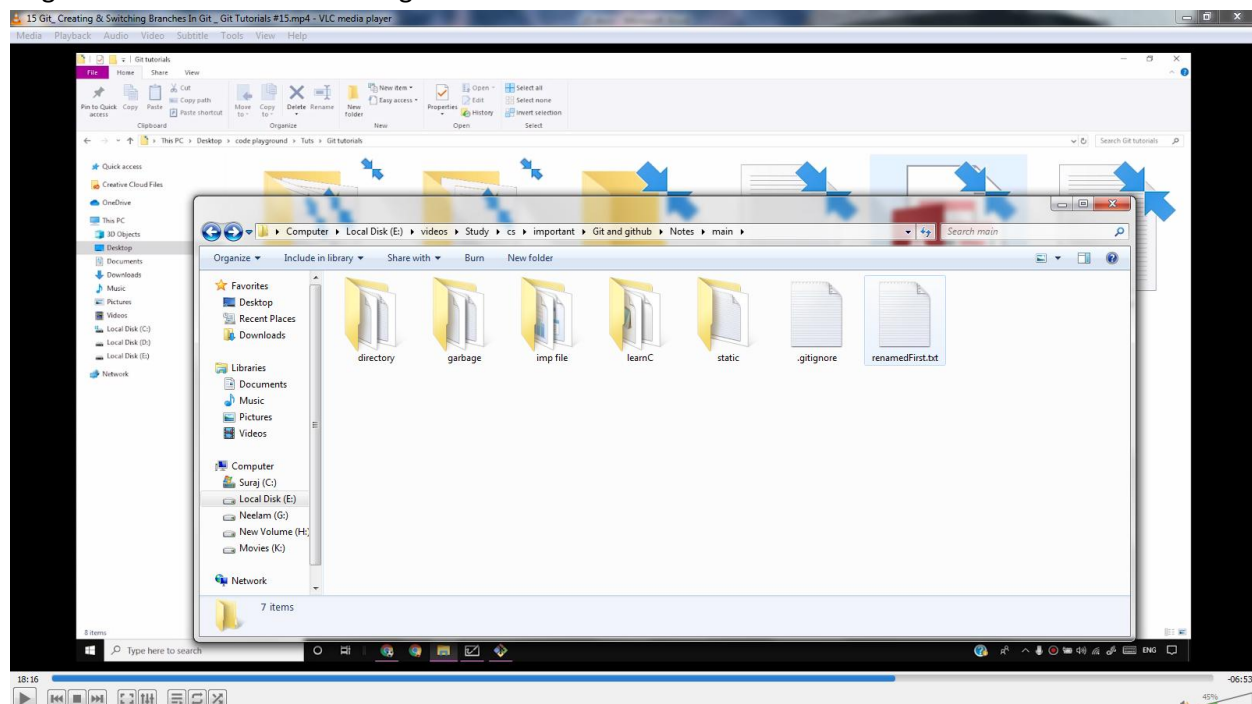 15 Git_ Creating & Switching Branches In Git _ Git Tutorials #15.mp4 - VLC media player
Media Playback Audio Video Subtitle Tools View Help
Git tutorials
File Home Share View
Pin to Quick access
Copy
Paste
Cut
Copy path
Paste shortcut
Move to
Copy to
Delete
Rename
New folder
New item
Easy access
Properties
Open
Edit
History
Select all
Select none
Invert selection
Clipboard Organize New Open Select
This PC > Desktop > code playground > Tuts > Git tutorials
Search Git tutorials
Quick access
Creative Cloud Files
OneDrive
This PC
3D Objects
Desktop
Documents
Downloads
Music
Pictures
Videos
Local Disk (C:)
Local Disk (D:)
Local Disk (E:)
Network
8 items
Computer Local Disk (E:) videos Study cs important Git and github Notes main
Search main
Organize Include in library Share with Burn New folder
Favorites
Desktop
Recent Places
Downloads
Libraries
Documents
Music
Pictures
Videos
Computer
Suraj (C:)
Local Disk (E:)
Neelam (G:)
New Volume (H:)
Movies (K:)
Network
directory garbage imp file learnC static .gitignore renamedFirst.txt
7 items
Type here to search
ENG
18:16
-06:53
45%